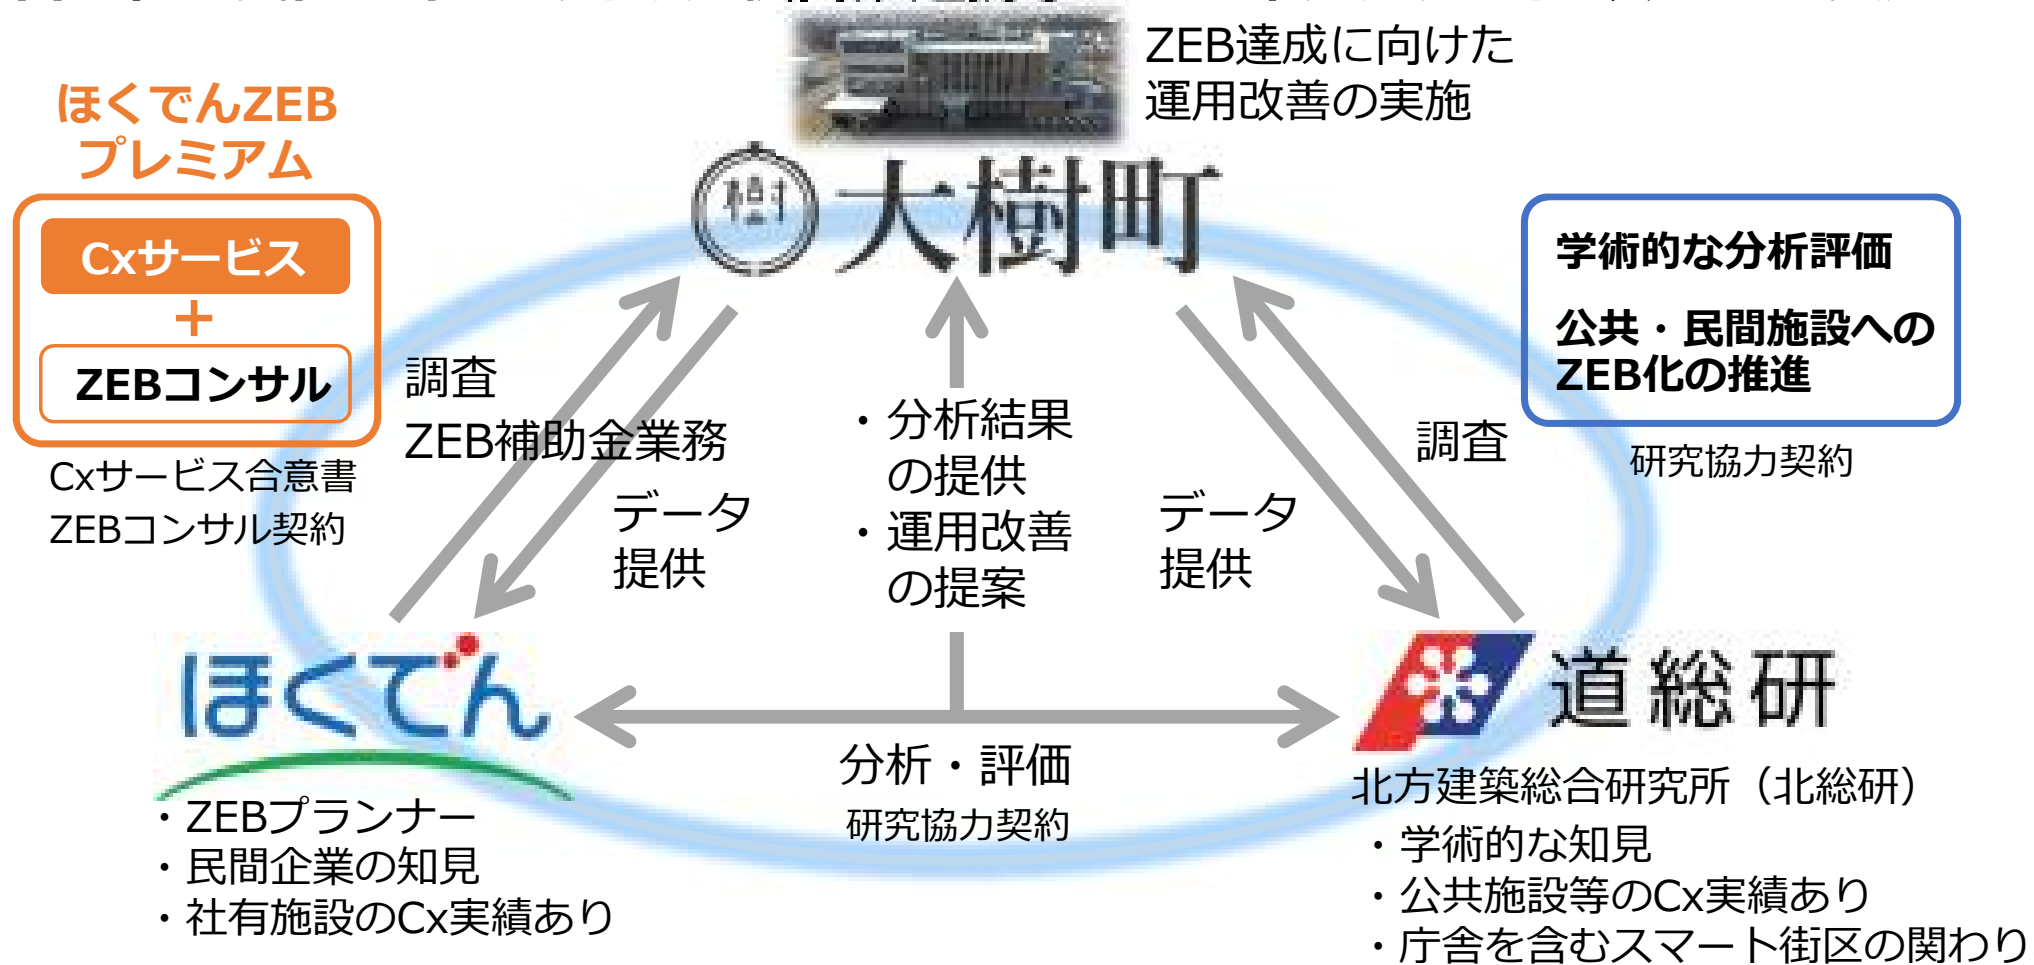 ZEB達成に向けた
運用改善の実施
大樹町
ほくでんZEB
プレミアム
Cxサービス
+
ZEBコンサル
Cxサービス合意書
ZEBコンサル契約
学術的な分析評価
公共・民間施設への
ZEB化の推進
研究協力契約
調査
ZEB補助金業務
データ
提供
・分析結果
の提供
・運用改善
の提案
データ
提供
調査
ほくでん
・ZEBプランナー
・民間企業の知見
・社有施設のCx実績あり
分析・評価
研究協力契約
道総研
北方建築総合研究所（北総研）
・学術的な知見
・公共施設等のCx実績あり
・庁舎を含むスマート街区の関わり